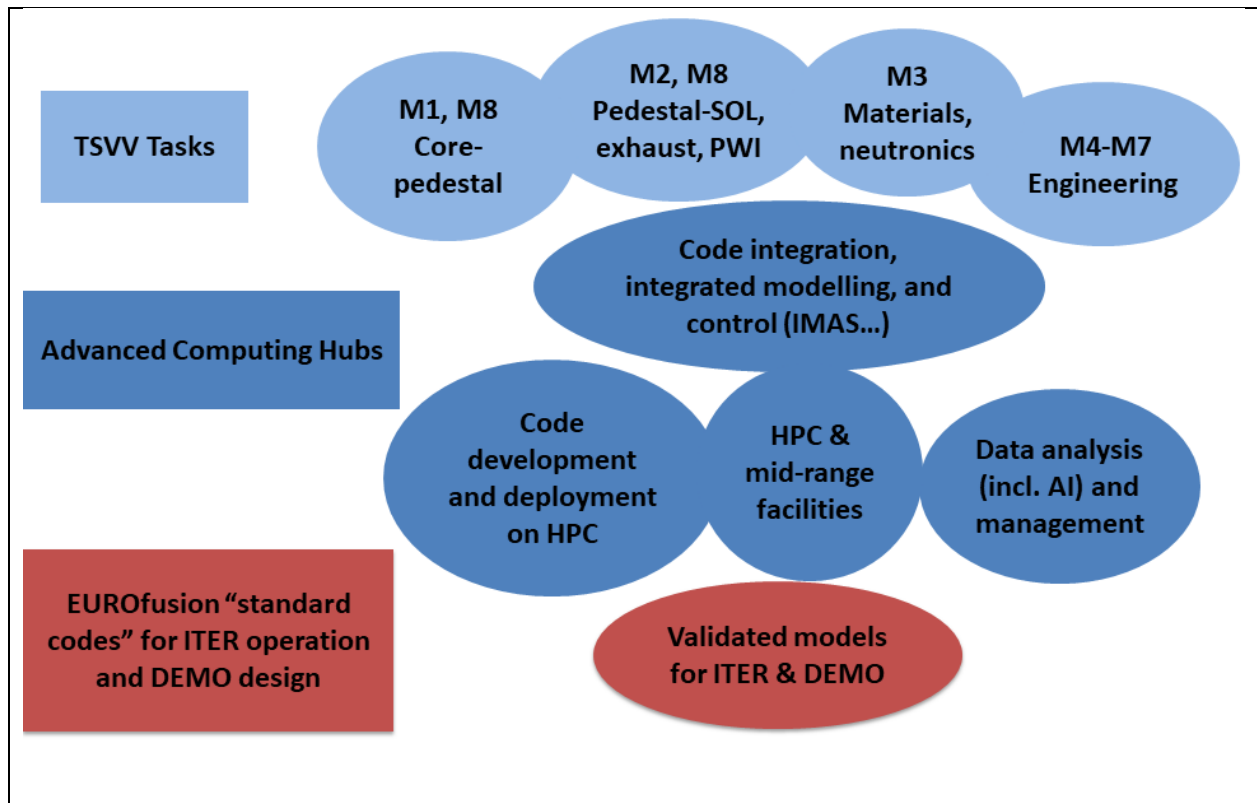 TSVV Tasks
M1, M8
Core-
pedestal
M2, M8
Pedestal-SOL,
exhaust, PWI
M3
Materials,
neutronics
M4-M7
Engineering
Code integration,
integrated modelling, and
control (IMAS...)
Advanced Computing Hubs
Code
development
and deployment
on HPC
HPC &
mid-range
facilities
Data analysis
(incl. AI) and
management
EUROfusion “standard
codes” for ITER operation
and DEMO design
Validated models
for ITER & DEMO